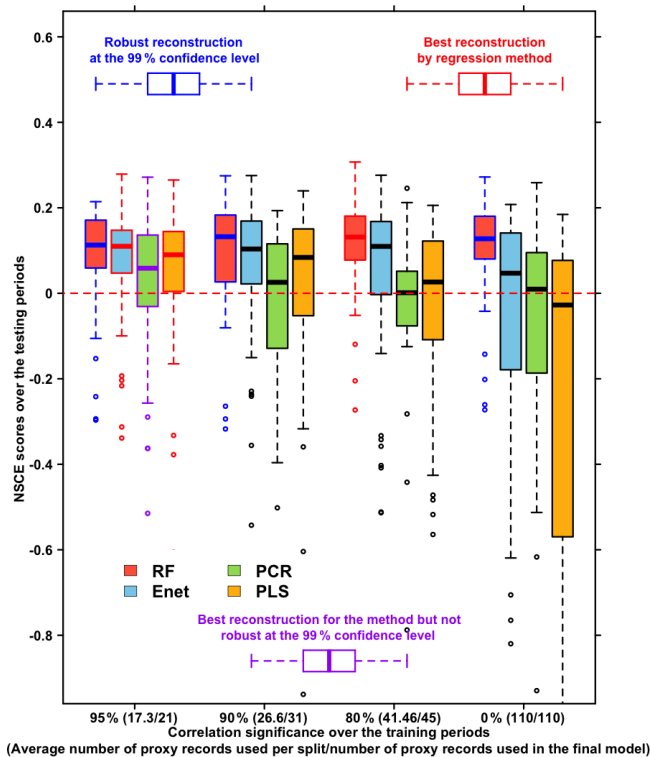 0.6
0.4
0.2
0
-0.2
-0.4
-0.6
-0.8
NSCE scores over the testing periods
Robust reconstruction
at the 99 % confidence level
Best reconstruction
by regression method
RF
Enet
PCR
PLS
Best reconstruction for the method but not
robust at the 99 % confidence level
95 % (17.3/21)
90 % (26.6/31)
80 % (41.46/45)
0 % (110/110)
Correlation significance over the training periods
(Average number of proxy records used per split/number of proxy records used in the final model)